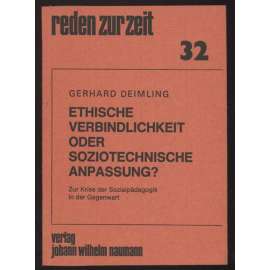 reden zur zeit
32
GERHARD DEIMLING
ETHISCHE
VERBINDLICHKEIT
ODER
SOZIOTECHNISCHE
ANPASSUNG?
Zur Krise der Sozialpädagogik
in der Gegenwart
verlag
johann wilhelm naumann